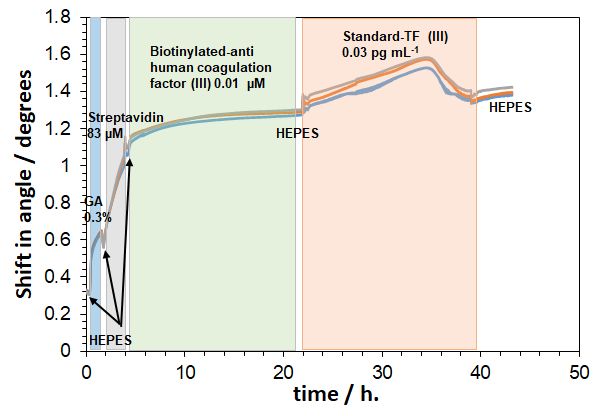 1.8
1.6
1.4
1.2
1
0.8
0.6
0.4
0.2
0
Shift in angle / degrees
GA
0.3%
Streptavidin
83 µM
Biotinylated-anti
human coagulation
factor (III) 0.01 µM
Standard-TF (III)
0.03 pg mL⁻¹
HEPES
HEPES
HEPES
0 10 20 30 40 50
time / h.